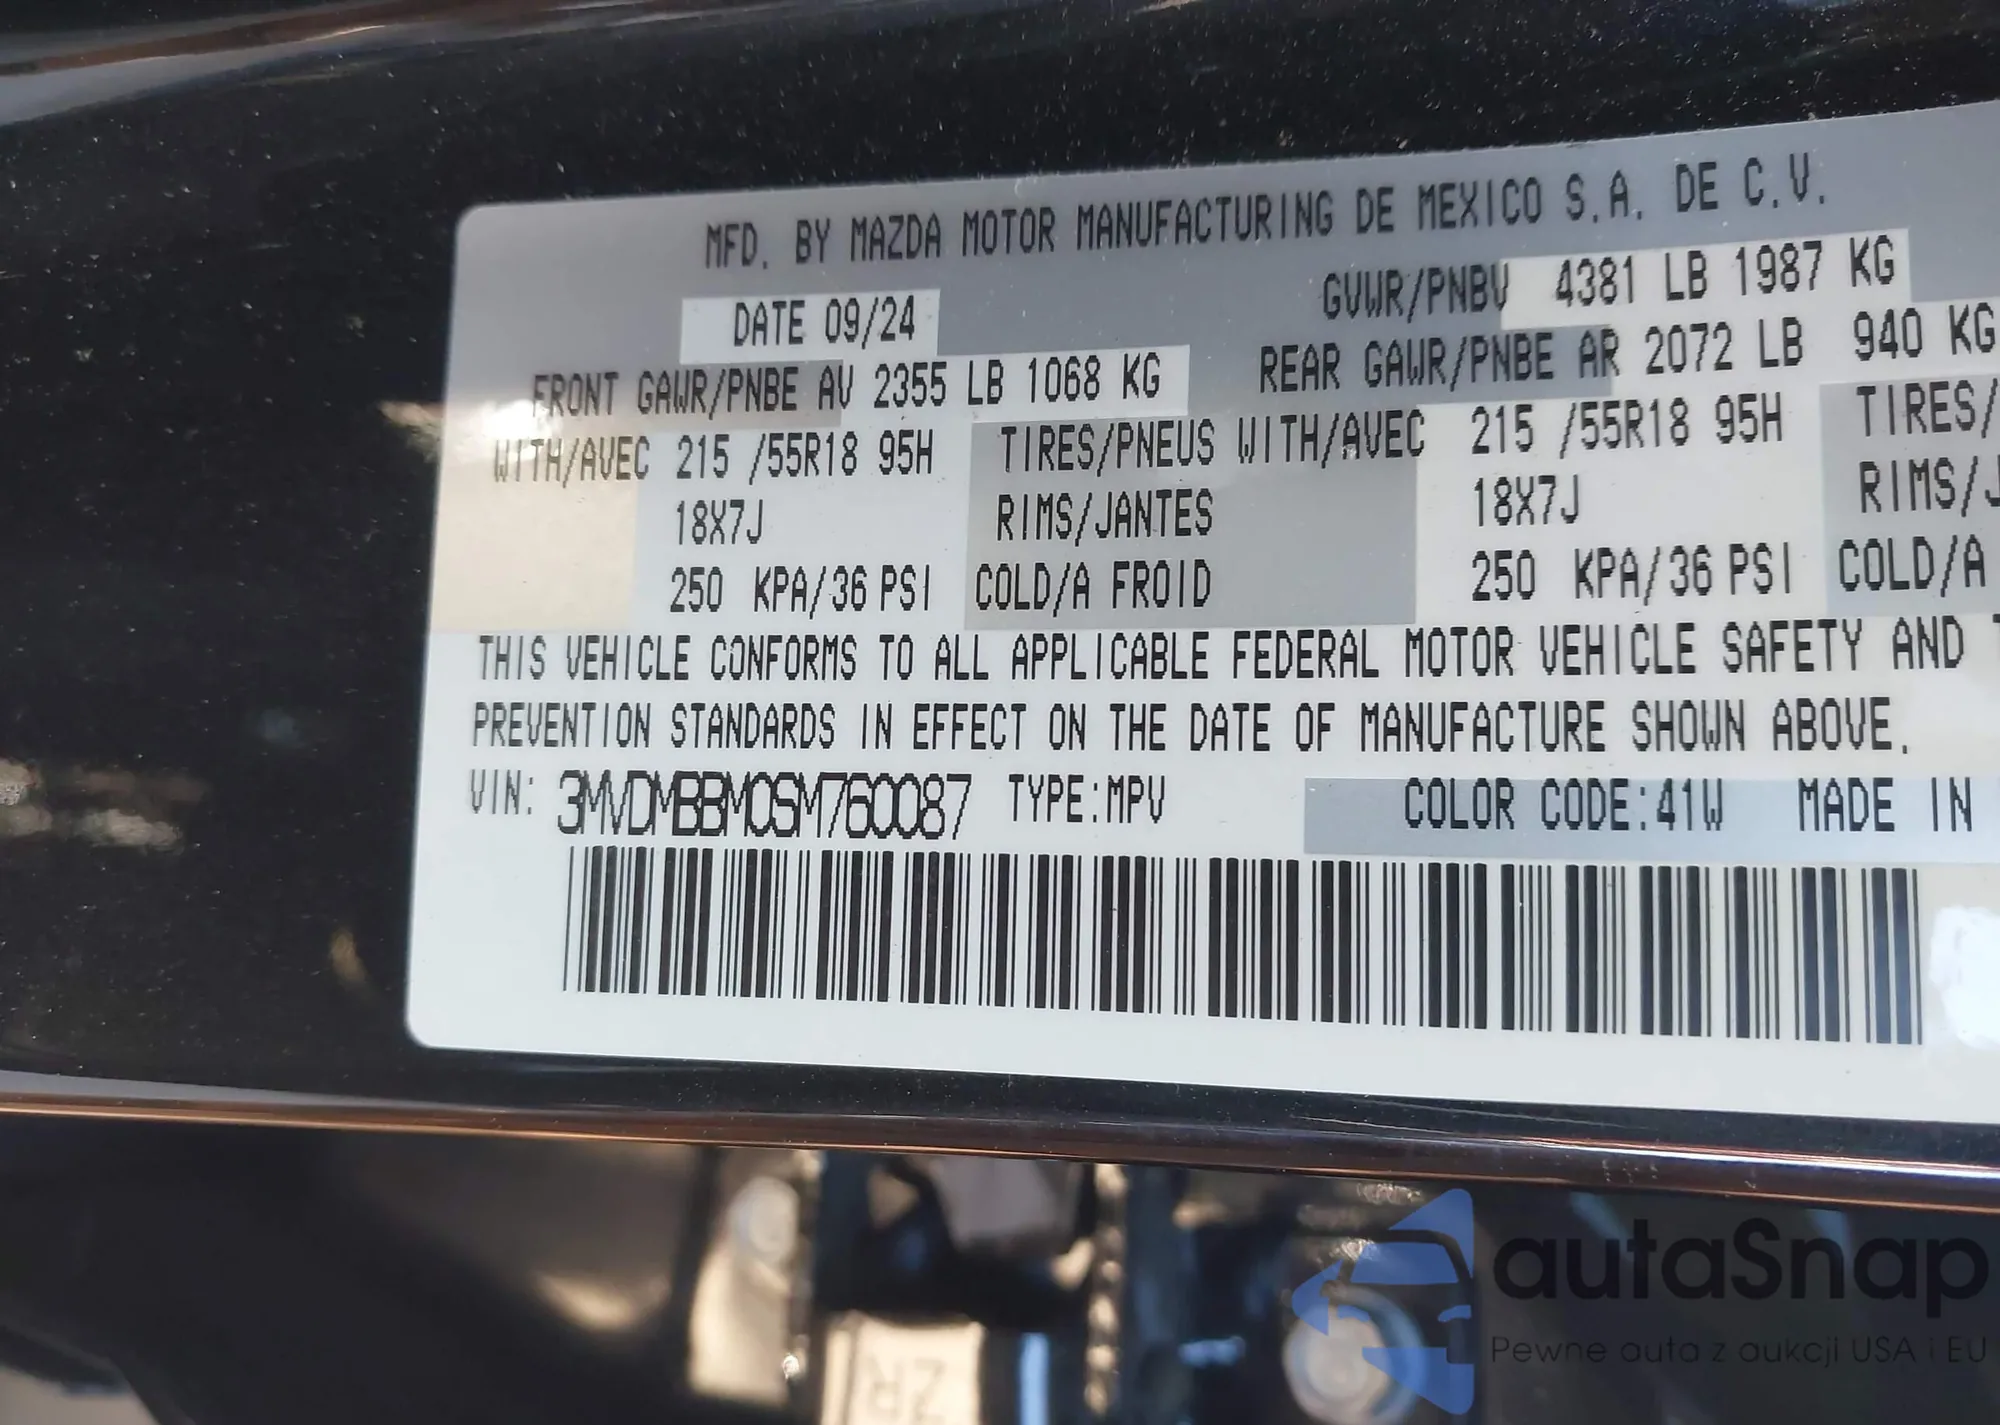 MFD. BY MAZDA MOTOR MANUFACTURING DE MEXICO S.A. DE C.V.
DATE 09/24 GVWR/PNBV 4381 LB 1987 KG
FRONT GAWR/PNBE AV 2355 LB 1068 KG REAR GAWR/PNBE AR 2072 LB 940 KG
WITH/AVEC 215 /55R18 95H TIRES/PNEUS WITH/AVEC 215 /55R18 95H TIRES/
18X7J RIMS/JANTES 18X7J RIMS/J
250 KPA/36 PSI COLD/A FROID 250 KPA/36 PSI COLD/A
THIS VEHICLE CONFORMS TO ALL APPLICABLE FEDERAL MOTOR VEHICLE SAFETY AND
PREVENTION STANDARDS IN EFFECT ON THE DATE OF MANUFACTURE SHOWN ABOVE.
VIN: 3MVDMBBM0SM760087 TYPE:MPV COLOR CODE:41W MADE IN
autaSnap
Pewne auta z aukcji USA i EU